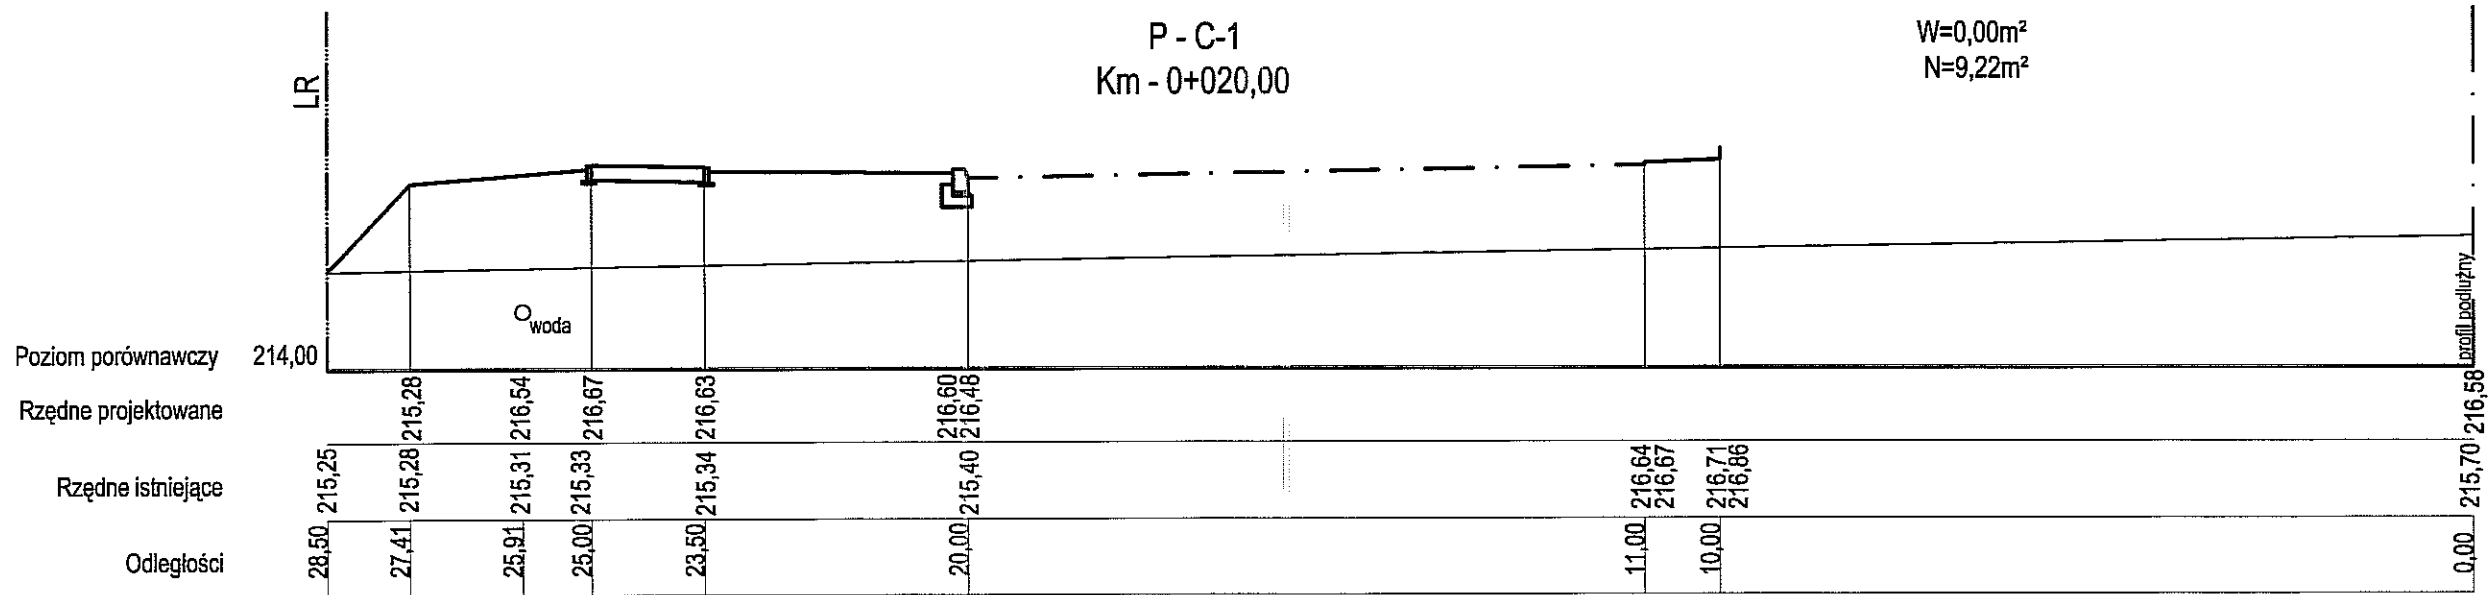 P - C-1
Km - 0+020,00
W=0,00m²
N=9,22m²
LR
woda
profil podłużny
Poziom porównawczy 214,00
Rzędne projektowane 215,28 216,54 216,67 216,63 216,60 216,48 216,58
Rzędne istniejące 215,25 215,28 215,31 215,33 215,34 215,40 216,64 216,67 216,71 216,86 215,70
Odległości 28,50 27,41 25,91 25,00 23,50 20,00 11,00 10,00 0,00